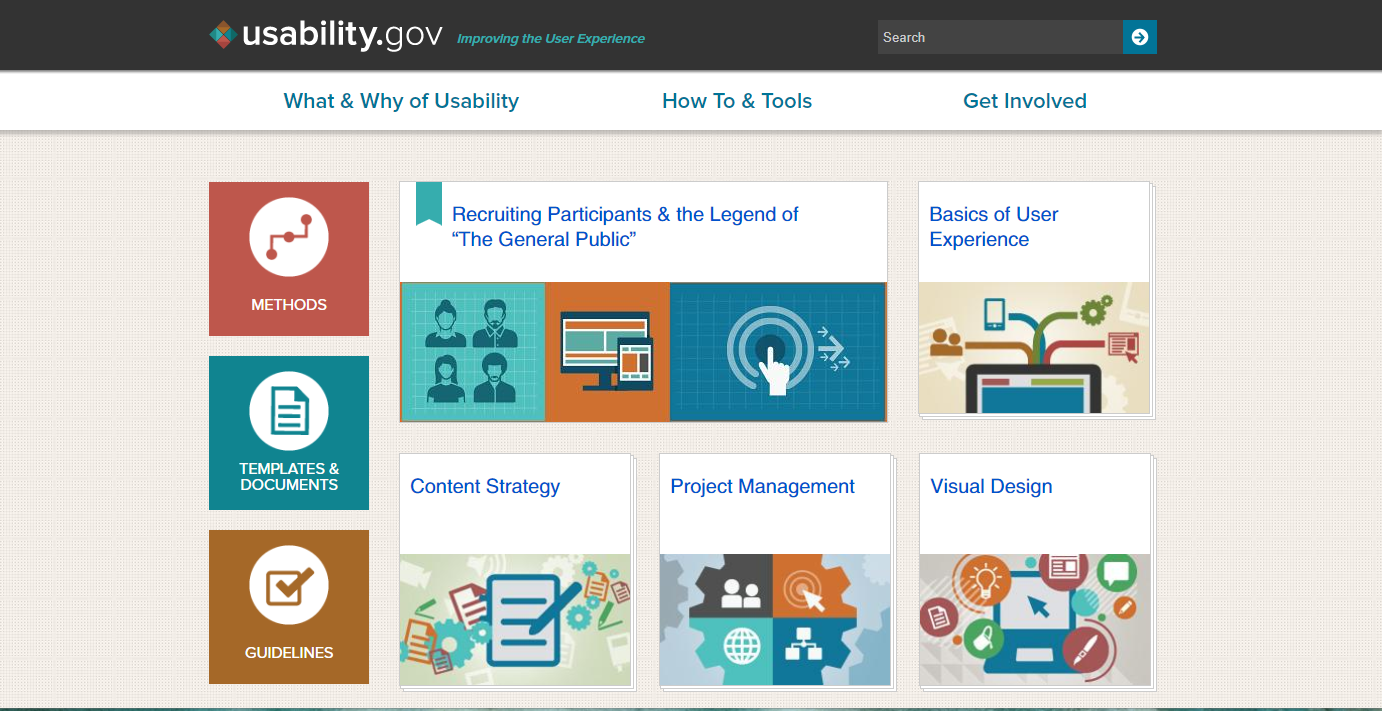 usability.gov Improving the User Experience
Search
What & Why of Usability
How To & Tools
Get Involved
METHODS
TEMPLATES &
DOCUMENTS
GUIDELINES
Recruiting Participants & the Legend of
“The General Public”
Basics of User
Experience
Content Strategy
Project Management
Visual Design